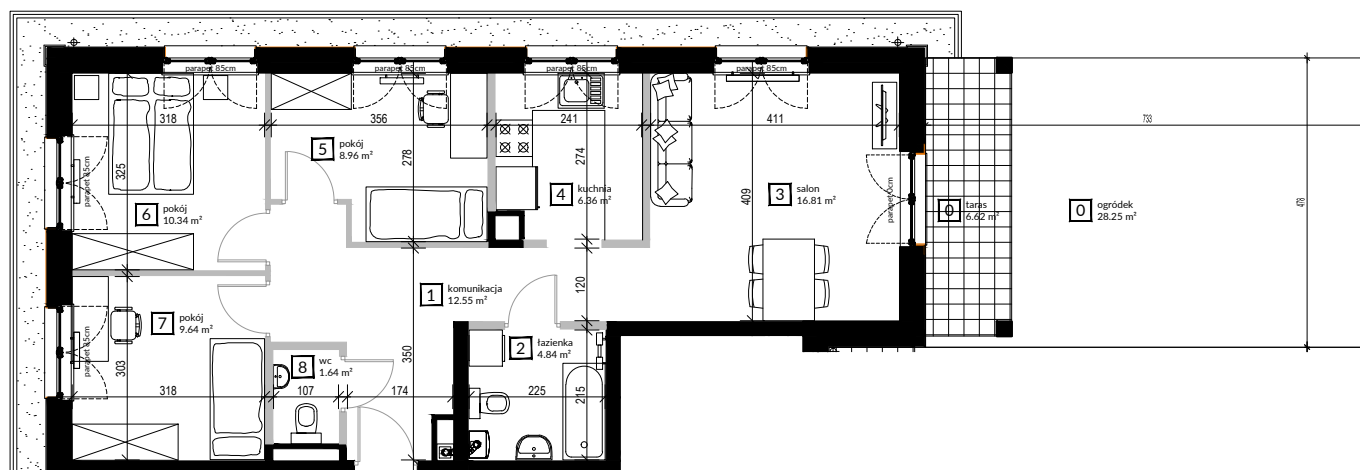 parapet 85cm
parapet 85cm
parapet 85cm
parapet 85cm
318
356
241
411
733
325
278
274
409
478
parapet 85cm
5
pokój
8.96 m²
4
kuchnia
6.36 m²
3
salon
16.81 m²
parapet 0cm
0
taras
6.62 m²
0
ogródek
28.25 m²
6
pokój
10.34 m²
1
komunikacja
12.55 m²
120
7
pokój
9.64 m²
parapet 85cm
303
350
2
łazienka
4.84 m²
8
wc
1.64 m²
318
107
174
225
215